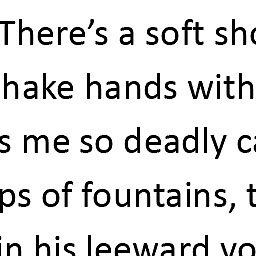 There’s a soft sho
hake hands with
s me so deadly ca
ps of fountains, t
in his leeward vo